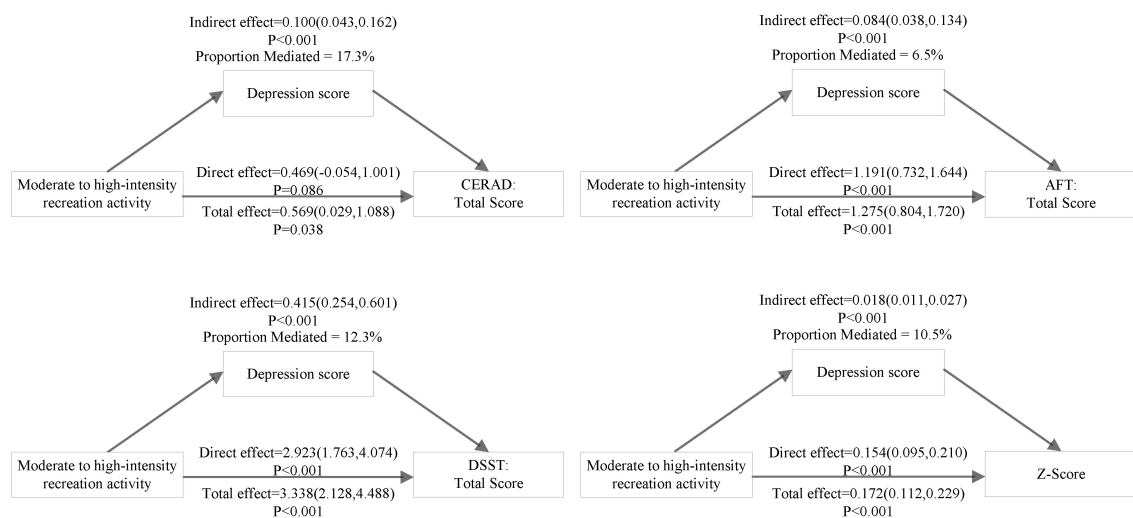 Indirect effect=0.100(0.043,0.162)
P<0.001
Proportion Mediated = 17.3%
Depression score
Moderate to high-intensity
recreation activity
Direct effect=0.469(-0.054,1.001)
P=0.086
Total effect=0.569(0.029,1.088)
P=0.038
CERAD:
Total Score
Indirect effect=0.084(0.038,0.134)
P<0.001
Proportion Mediated = 6.5%
Depression score
Moderate to high-intensity
recreation activity
Direct effect=1.191(0.732,1.644)
P<0.001
Total effect=1.275(0.804,1.720)
P<0.001
AFT:
Total Score
Indirect effect=0.415(0.254,0.601)
P<0.001
Proportion Mediated = 12.3%
Depression score
Moderate to high-intensity
recreation activity
Direct effect=2.923(1.763,4.074)
P<0.001
Total effect=3.338(2.128,4.488)
P<0.001
DSST:
Total Score
Indirect effect=0.018(0.011,0.027)
P<0.001
Proportion Mediated = 10.5%
Depression score
Moderate to high-intensity
recreation activity
Direct effect=0.154(0.095,0.210)
P<0.001
Total effect=0.172(0.112,0.229)
P<0.001
Z-Score